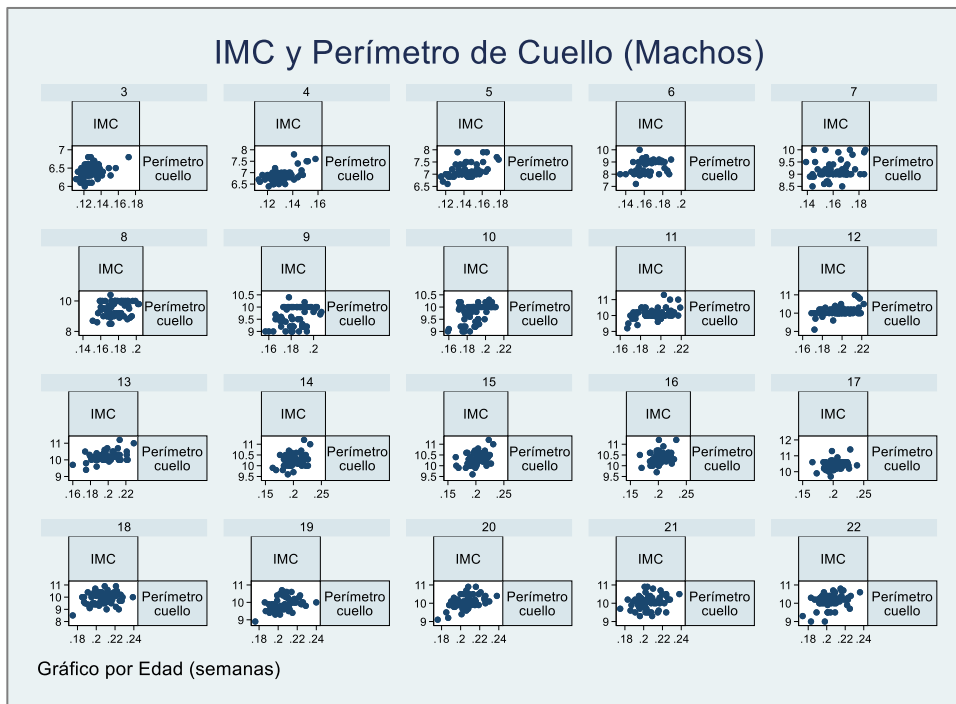 IMC y Perímetro de Cuello (Machos)
3 4 5 6 7
IMC IMC IMC IMC IMC
Perímetro cuello
6 6.5 7
.12 .14 .16 .18
Perímetro cuello
6.5 7 7.5 8
.12 .14 .16
Perímetro cuello
6.5 7 7.5 8
.12 .14 .16 .18
Perímetro cuello
7 8 9 10
.14 .16 .18 .2
Perímetro cuello
8.5 9 9.5 10
.14 .16 .18
8 9 10 11 12
IMC IMC IMC IMC IMC
Perímetro cuello
8 10
.14 .16 .18 .2
Perímetro cuello
9 9.5 10 10.5
.16 .18 .2
Perímetro cuello
9 9.5 10 10.5
.16 .18 .2 .22
Perímetro cuello
9 10 11
.16 .18 .2 .22
Perímetro cuello
9 10 11
.16 .18 .2 .22
13 14 15 16 17
IMC IMC IMC IMC IMC
Perímetro cuello
9 10 11
.16 .18 .2 .22
Perímetro cuello
9.5 10 10.5 11
.15 .2 .25
Perímetro cuello
9.5 10 10.5 11
.15 .2 .25
Perímetro cuello
9.5 10 10.5 11
.15 .2 .25
Perímetro cuello
10 11 12
.15 .2 .25
18 19 20 21 22
IMC IMC IMC IMC IMC
Perímetro cuello
8 9 10 11
.18 .2 .22 .24
Perímetro cuello
9 10 11
.18 .2 .22 .24
Perímetro cuello
9 10 11
.18 .2 .22 .24
Perímetro cuello
9 10 11
.18 .2 .22 .24
Perímetro cuello
9 10 11
.18 .2 .22 .24
Gráfico por Edad (semanas)